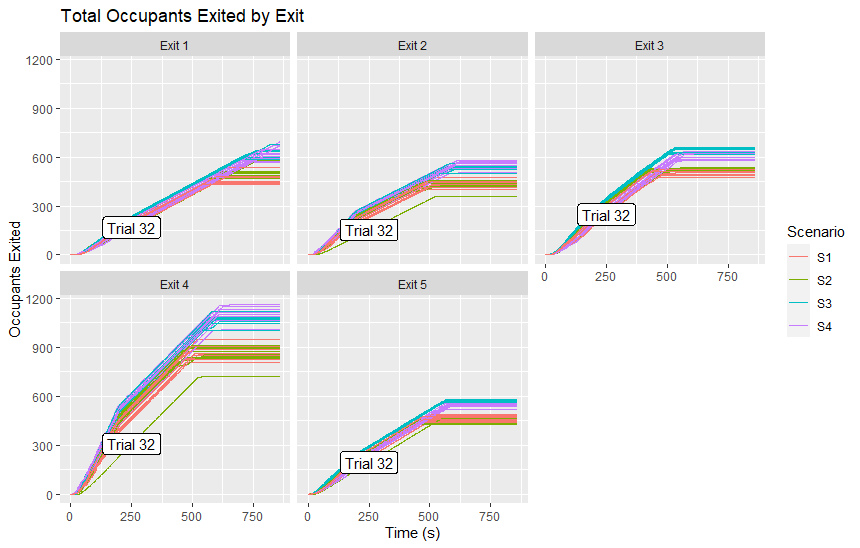 Total Occupants Exited by Exit
Exit 1
Exit 2
Exit 3
1200
900
600
300
0
Trial 32
Trial 32
Trial 32
0
250
500
750
Exit 4
Exit 5
1200
900
600
300
0
Trial 32
Trial 32
0
250
500
750
0
250
500
750
Time (s)
Occupants Exited
Scenario
S1
S2
S3
S4